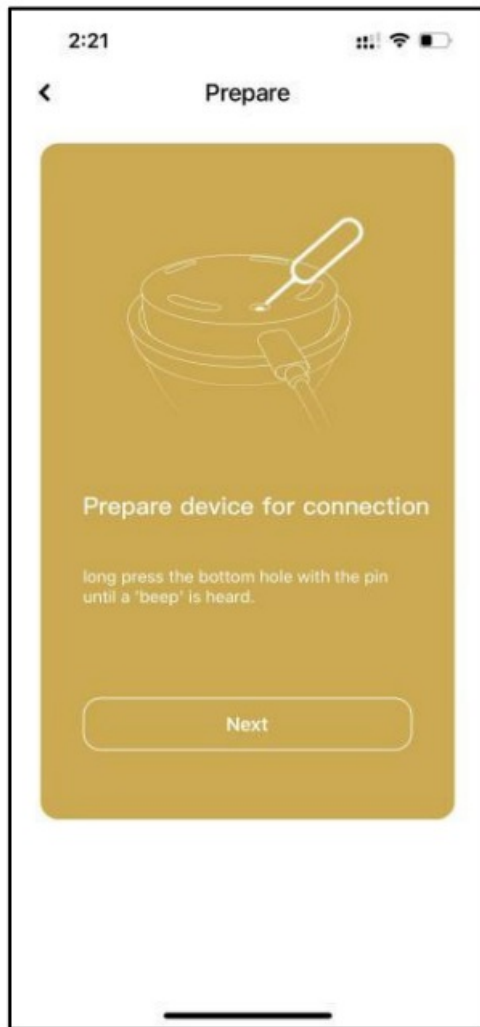 2:21
Prepare
Prepare device for connection
long press the bottom hole with the pin
until a 'beep' is heard.
Next